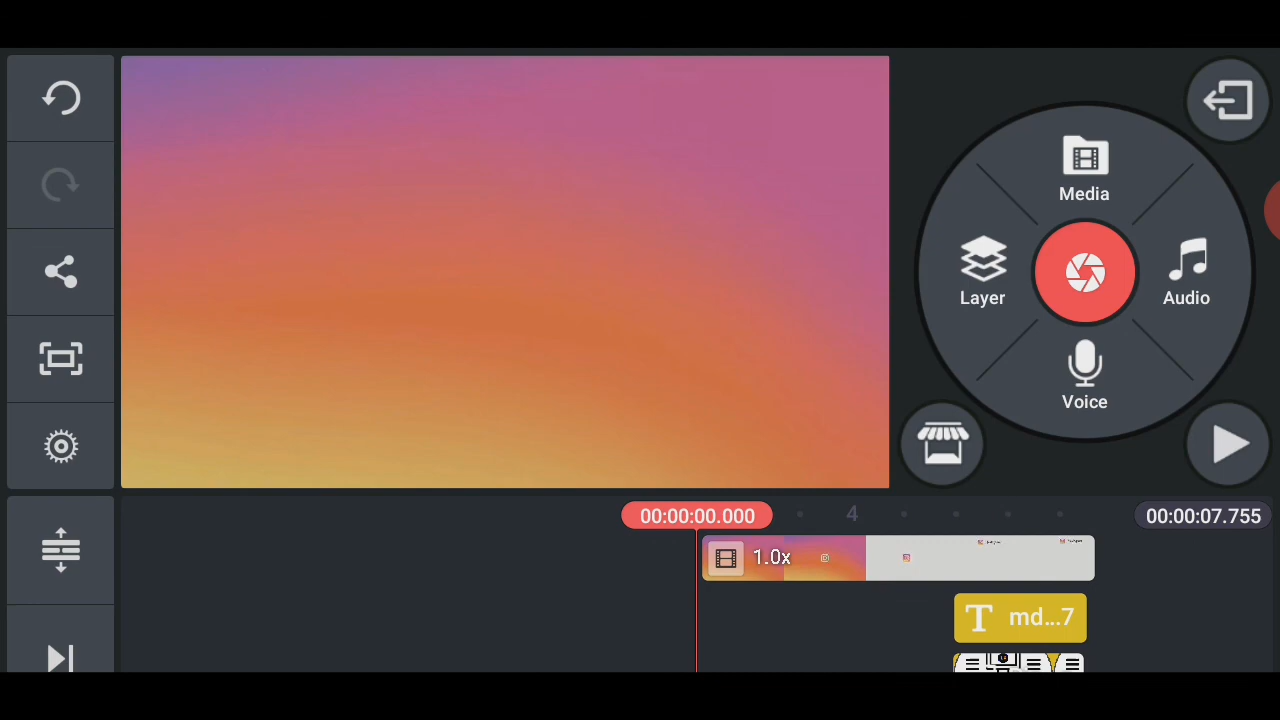 Media
Layer
Audio
Voice
00:00:00.000
4
00:00:07.755
1.0x
T md...7